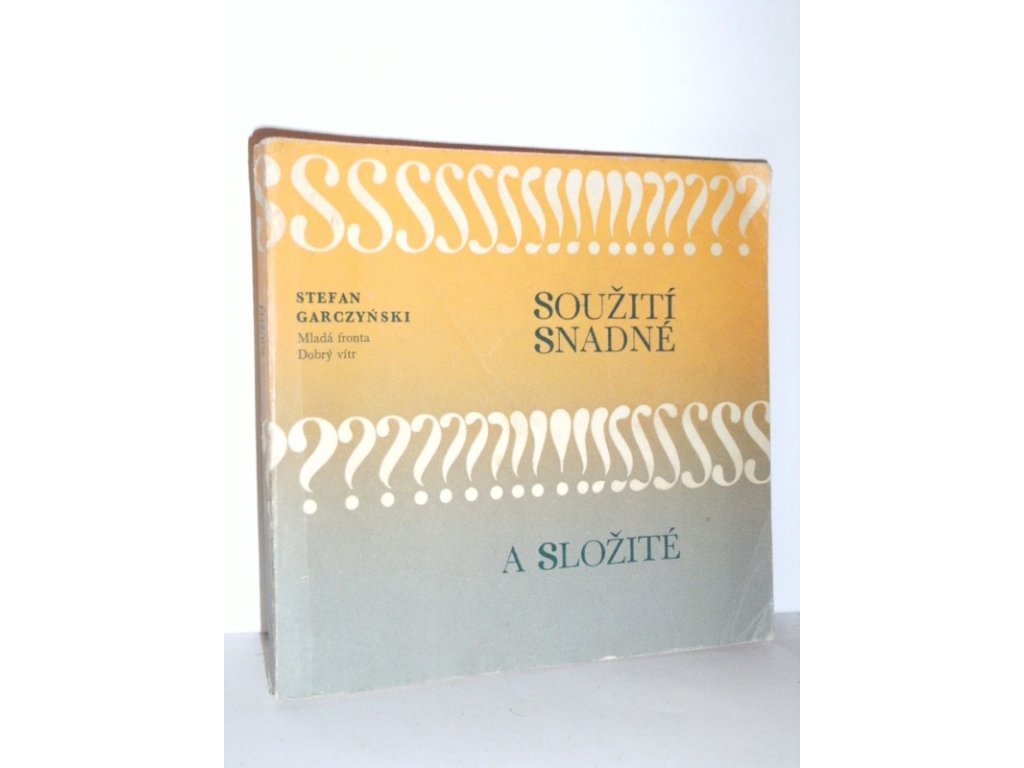 STEFAN
GARCZYŃSKI
Mladá fronta
Dobrý vítr
SOUŽITÍ
SNADNÉ
A SLOŽITÉ